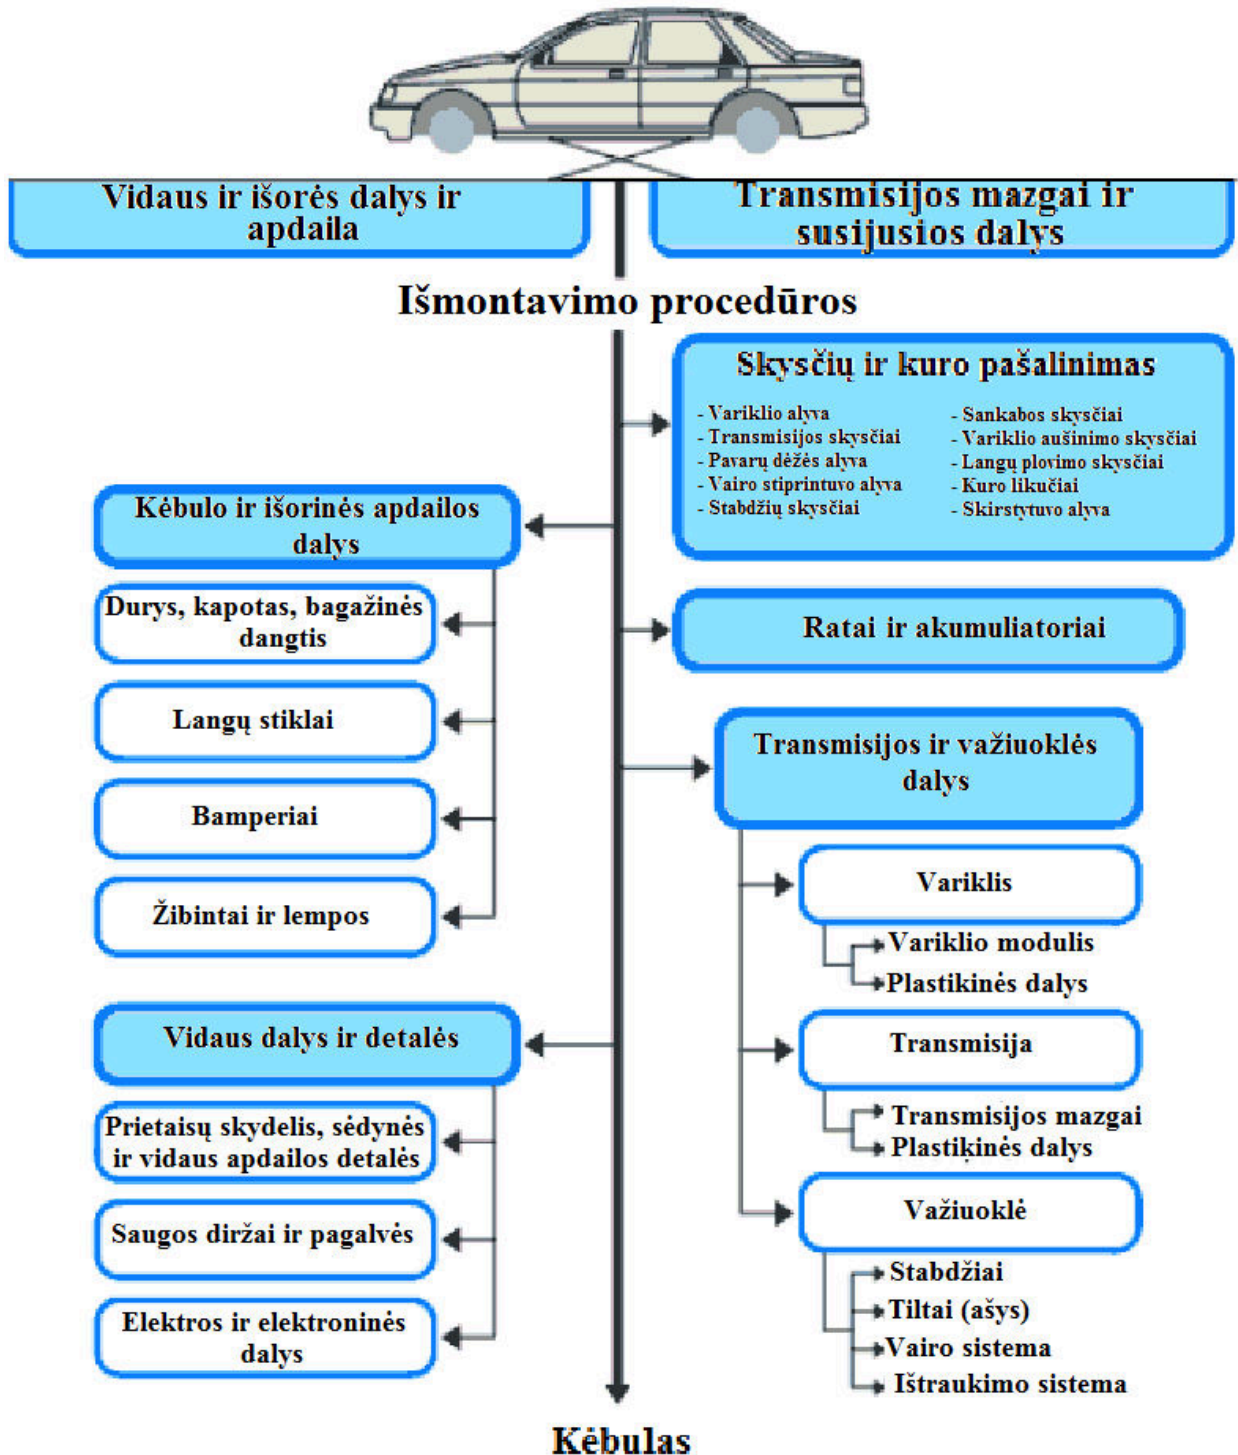 Vidaus ir išorės dalys ir
apdaila
Transmisijos mazgai ir
susijusios dalys
Išmontavimo procedūros
Skysčių ir kuro pašalinimas
- Variklio alyva
- Transmisijos skysčiai
- Pavarų dėžės alyva
- Vairo stiprintuvo alyva
- Stabdžių skysčiai
- Sankabos skysčiai
- Variklio aušinimo skysčiai
- Langų plovimo skysčiai
- Kuro likučiai
- Skirstytuvo alyva
Kėbulo ir išorinės apdailos
dalys
Durys, kapotas, bagažinės
dangtis
Langų stiklai
Bamperiai
Žibintai ir lempos
Ratai ir akumuliatoriai
Transmisijos ir važiuoklės
dalys
Variklis
Variklio modulis
Plastikinės dalys
Transmisija
Transmisijos mazgai
Plastiķinės dalys
Važiuoklė
Stabdžiai
Tiltai (ašys)
Vairo sistema
Ištraukimo sistema
Vidaus dalys ir detalės
Prietaisų skydelis, sėdynės
ir vidaus apdailos detalės
Saugos diržai ir pagalvės
Elektros ir elektroninės
dalys
Kėbulas